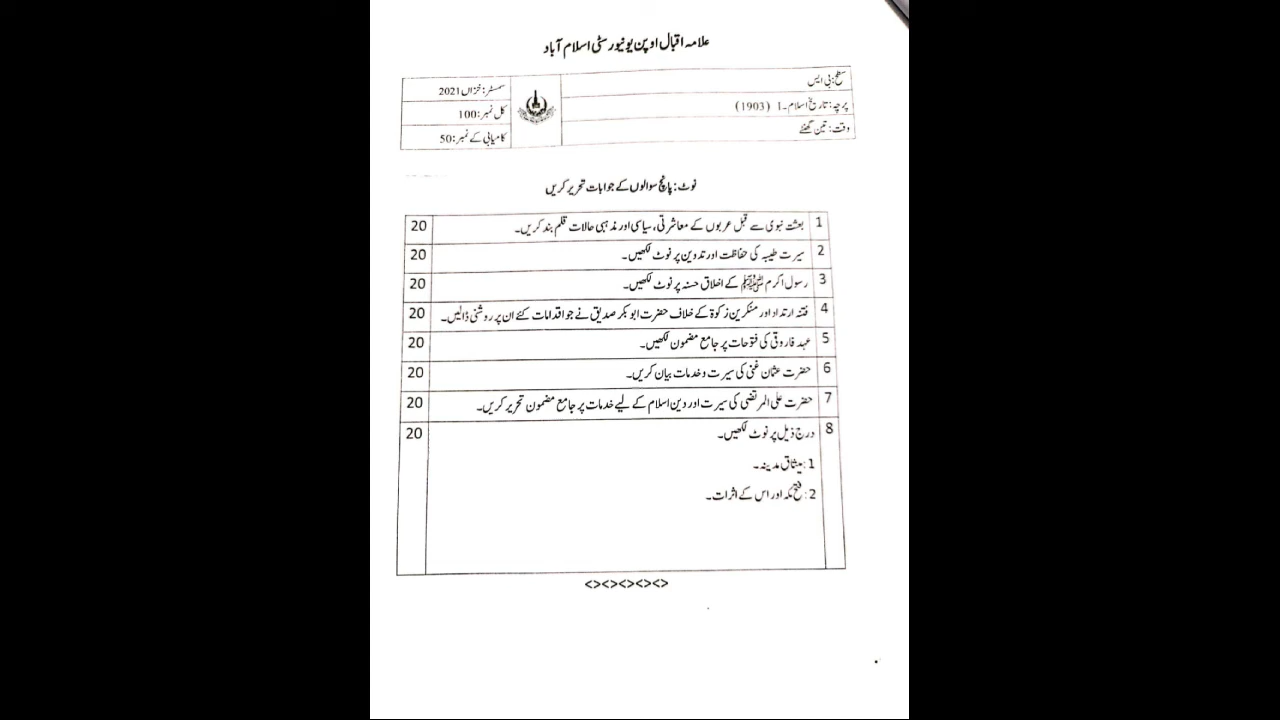 علامہ اقبال اوپن یونیورسٹی اسلام آباد
سطح: بی ایس
پرچہ: تاریخ اسلام۔1 (1903)
وقت: تین گھنٹے
سمسٹر: خزاں 2021
کل نمبر: 100
کامیابی کے نمبر: 50
نوٹ: پانچ سوالوں کے جوابات تحریر کریں
1 بعثت نبوی سے قبل عربوں کے معاشرتی، سیاسی اور مذہبی حالات قلم بند کریں۔ 20
2 سیرت طیبہ کی حفاظت اور تدوین پر نوٹ لکھیں۔ 20
3 رسول اکرم ﷺ کے اخلاق حسنہ پر نوٹ لکھیں۔ 20
4 فتنہ ارتداد اور منکرین زکوۃ کے خلاف حضرت ابو بکر صدیق نے جو اقدامات کئے ان پر روشنی ڈالیں۔ 20
5 عہد فاروقی کی فتوحات پر جامع مضمون لکھیں۔ 20
6 حضرت عثمان غنی کی سیرت و خدمات بیان کریں۔ 20
7 حضرت علی المرتضی کی سیرت اور دین اسلام کے لیے خدمات پر جامع مضمون تحریر کریں۔ 20
8 درج ذیل پر نوٹ لکھیں۔ 20
1: میثاق مدینہ۔
2: فتح مکہ اور اس کے اثرات۔
<><><><><>